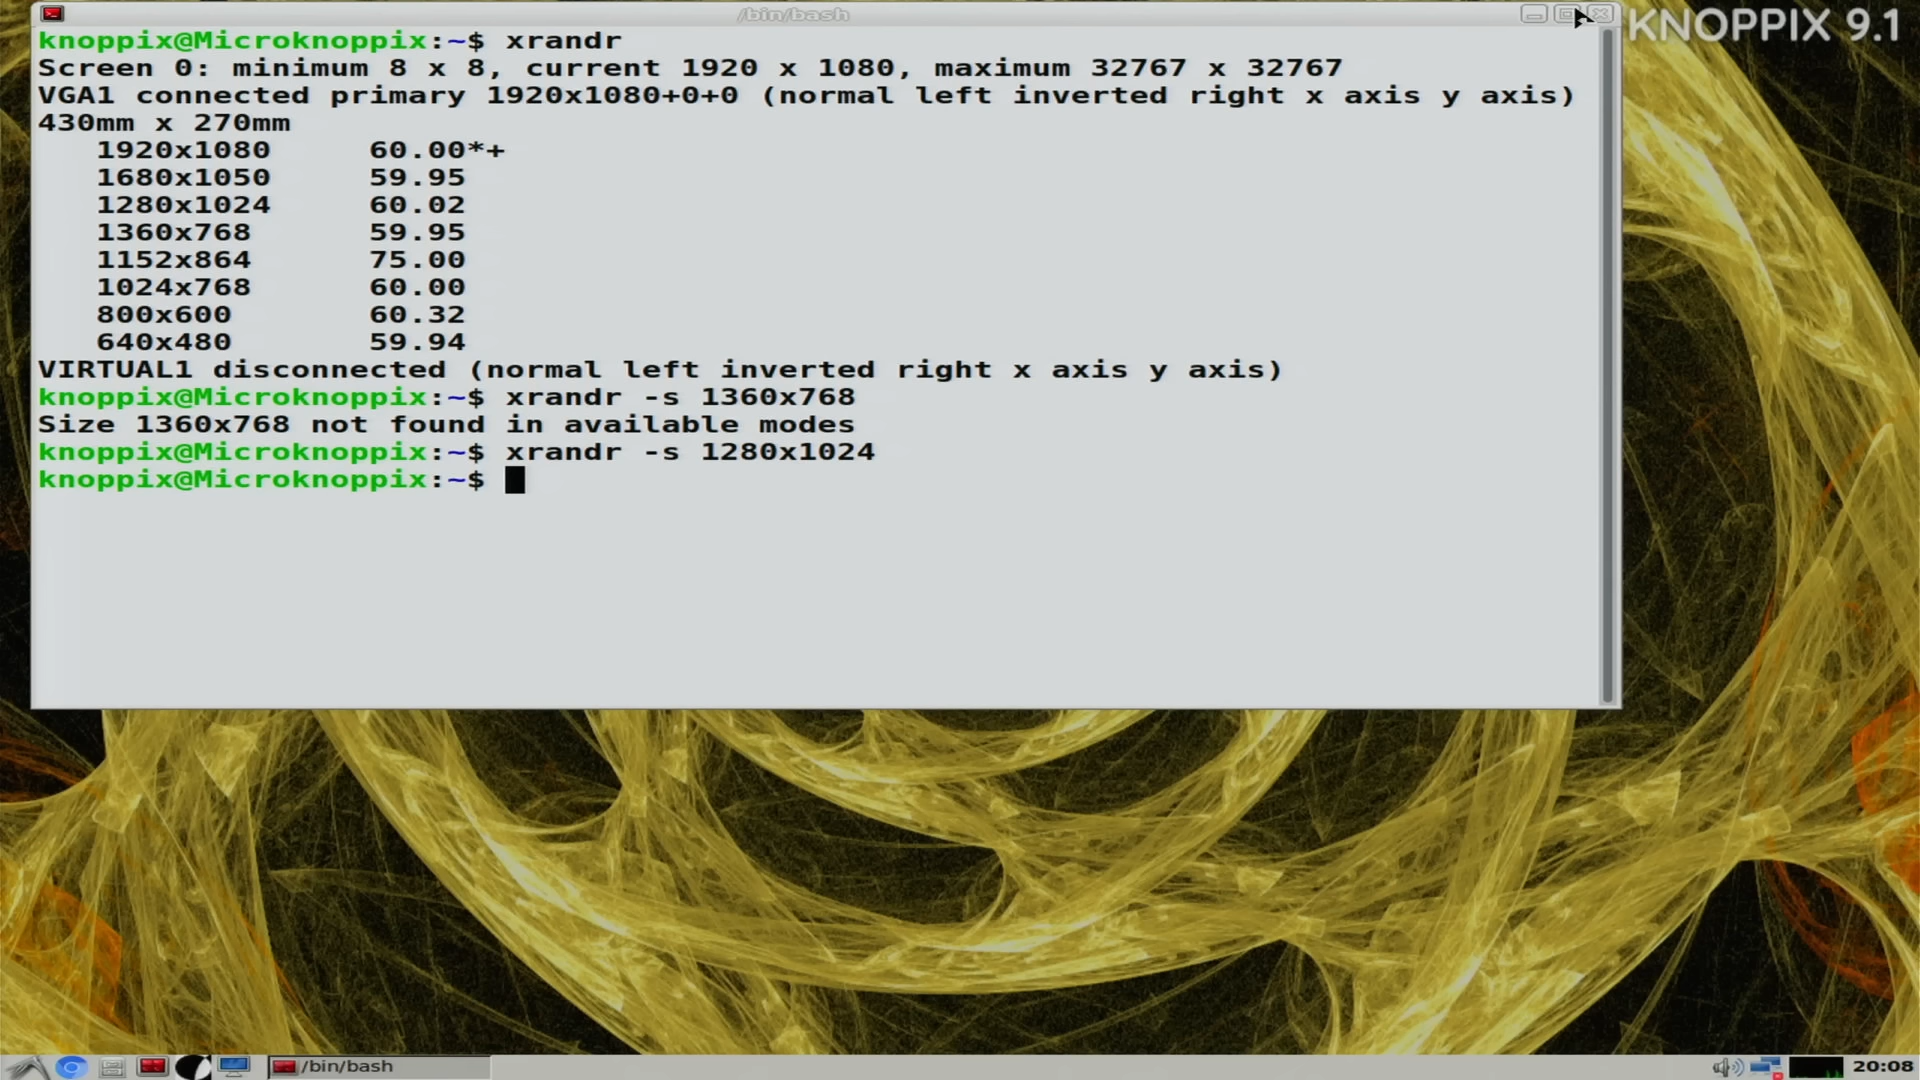 /bin/bash
KNOPPIX 9.1
knoppix@Microknoppix:~$ xrandr
Screen 0: minimum 8 x 8, current 1920 x 1080, maximum 32767 x 32767
VGA1 connected primary 1920x1080+0+0 (normal left inverted right x axis y axis)
430mm x 270mm
1920x1080 60.00*+
1680x1050 59.95
1280x1024 60.02
1360x768 59.95
1152x864 75.00
1024x768 60.00
800x600 60.32
640x480 59.94
VIRTUAL1 disconnected (normal left inverted right x axis y axis)
knoppix@Microknoppix:~$ xrandr -s 1360x768
Size 1360x768 not found in available modes
knoppix@Microknoppix:~$ xrandr -s 1280x1024
knoppix@Microknoppix:~$
/bin/bash
20:08